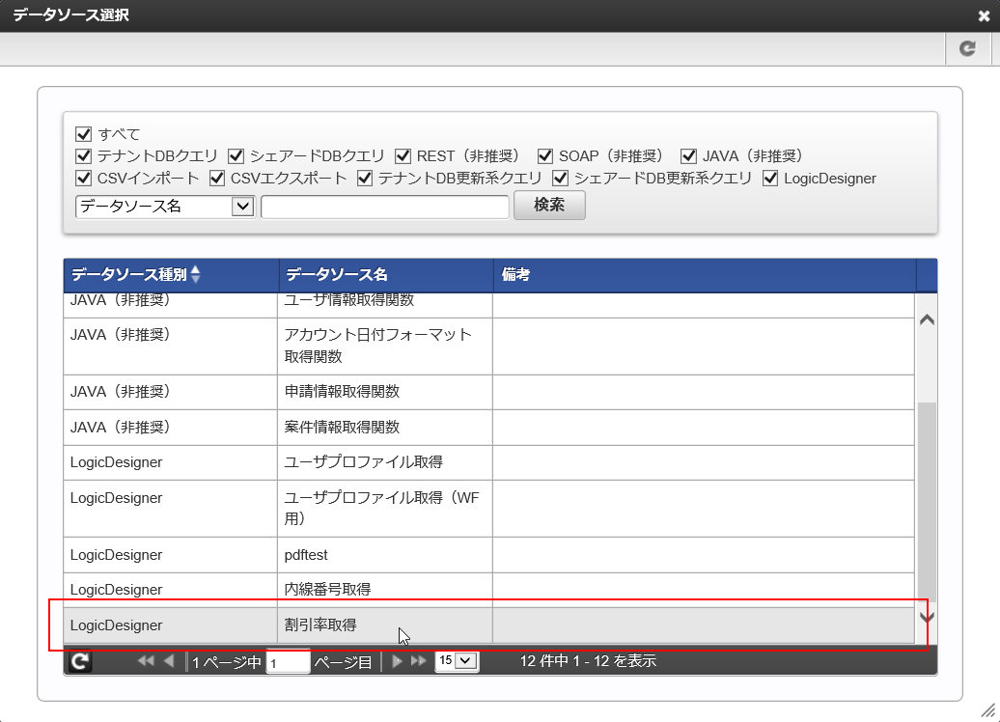 データソース選択
すべて
テナントDBクエリ シェアードDBクエリ REST（非推奨） SOAP（非推奨） JAVA（非推奨）
CSVインポート CSVエクスポート テナントDB更新系クエリ シェアードDB更新系クエリ LogicDesigner
データソース名 検索
データソース種別 データソース名 備考
JAVA（非推奨） ユーザ情報取得関数
JAVA（非推奨） アカウント日付フォーマット
取得関数
JAVA（非推奨） 申請情報取得関数
JAVA（非推奨） 案件情報取得関数
LogicDesigner ユーザプロファイル取得
LogicDesigner ユーザプロファイル取得（WF
用）
LogicDesigner pdftest
LogicDesigner 内線番号取得
LogicDesigner 割引率取得
1 ページ中 1 ページ目 15 12 件中 1 - 12 を表示